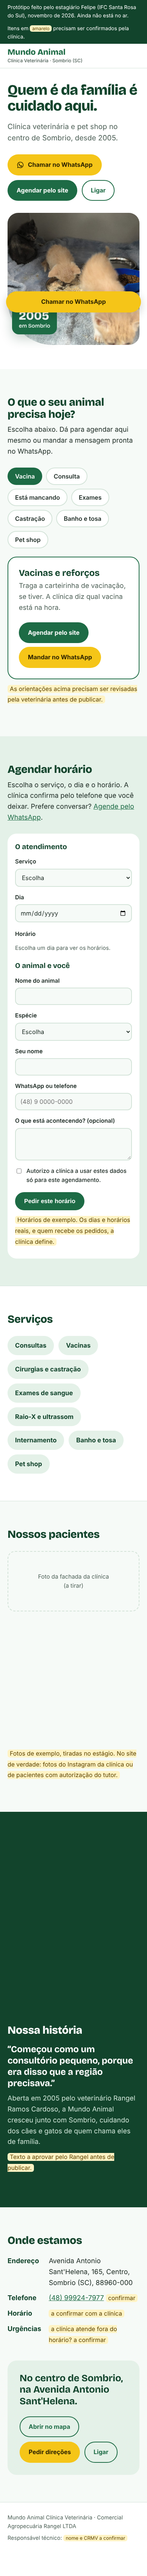 Protótipo feito pelo estagiário Felipe (IFC Santa Rosa
do Sul), novembro de 2026. Ainda não está no ar.
Itens em amarelo precisam ser confirmados pela
clínica.
Mundo Animal
Clínica Veterinária · Sombrio (SC)
Quem é da família é
cuidado aqui.
Clínica veterinária e pet shop no
centro de Sombrio, desde 2005.
Chamar no WhatsApp
Agendar pelo site
Ligar
Chamar no WhatsApp
2005
em Sombrio
O que o seu animal
precisa hoje?
Escolha abaixo. Dá para agendar aqui
mesmo ou mandar a mensagem pronta
no WhatsApp.
Vacina
Consulta
Está mancando
Exames
Castração
Banho e tosa
Pet shop
Vacinas e reforços
Traga a carteirinha de vacinação,
se tiver. A clínica diz qual vacina
está na hora.
Agendar pelo site
Mandar no WhatsApp
As orientações acima precisam ser revisadas
pela veterinária antes de publicar.
Agendar horário
Escolha o serviço, o dia e o horário. A
clínica confirma pelo telefone que você
deixar. Prefere conversar? Agende pelo
WhatsApp.
O atendimento
Serviço
Escolha
Dia
mm/dd/yyyy
Horário
Escolha um dia para ver os horários.
O animal e você
Nome do animal
Espécie
Escolha
Seu nome
WhatsApp ou telefone
(48) 9 0000-0000
O que está acontecendo? (opcional)
Autorizo a clínica a usar estes dados
só para este agendamento.
Pedir este horário
Horários de exemplo. Os dias e horários
reais, e quem recebe os pedidos, a
clínica define.
Serviços
Consultas
Vacinas
Cirurgias e castração
Exames de sangue
Raio-X e ultrassom
Internamento
Banho e tosa
Pet shop
Nossos pacientes
Foto da fachada da clínica
(a tirar)
Fotos de exemplo, tiradas no estágio. No site
de verdade: fotos do Instagram da clínica ou
de pacientes com autorização do tutor.
Nossa história
"Começou como um
consultório pequeno, porque
era disso que a região
precisava."
Aberta em 2005 pelo veterinário Rangel
Ramos Cardoso, a Mundo Animal
cresceu junto com Sombrio, cuidando
dos cães e gatos de quem chama eles
de família.
Texto a aprovar pelo Rangel antes de
publicar.
Onde estamos
Endereço
Avenida Antonio
Sant'Helena, 165, Centro,
Sombrio (SC), 88960-000
Telefone
(48) 99924-7977 confirmar
Horário
a confirmar com a clínica
Urgências
a clínica atende fora do
horário? a confirmar
No centro de Sombrio,
na Avenida Antonio
Sant'Helena.
Abrir no mapa
Pedir direções
Ligar
Mundo Animal Clínica Veterinária · Comercial
Agropecuária Rangel LTDA
Responsável técnico: nome e CRMV a confirmar